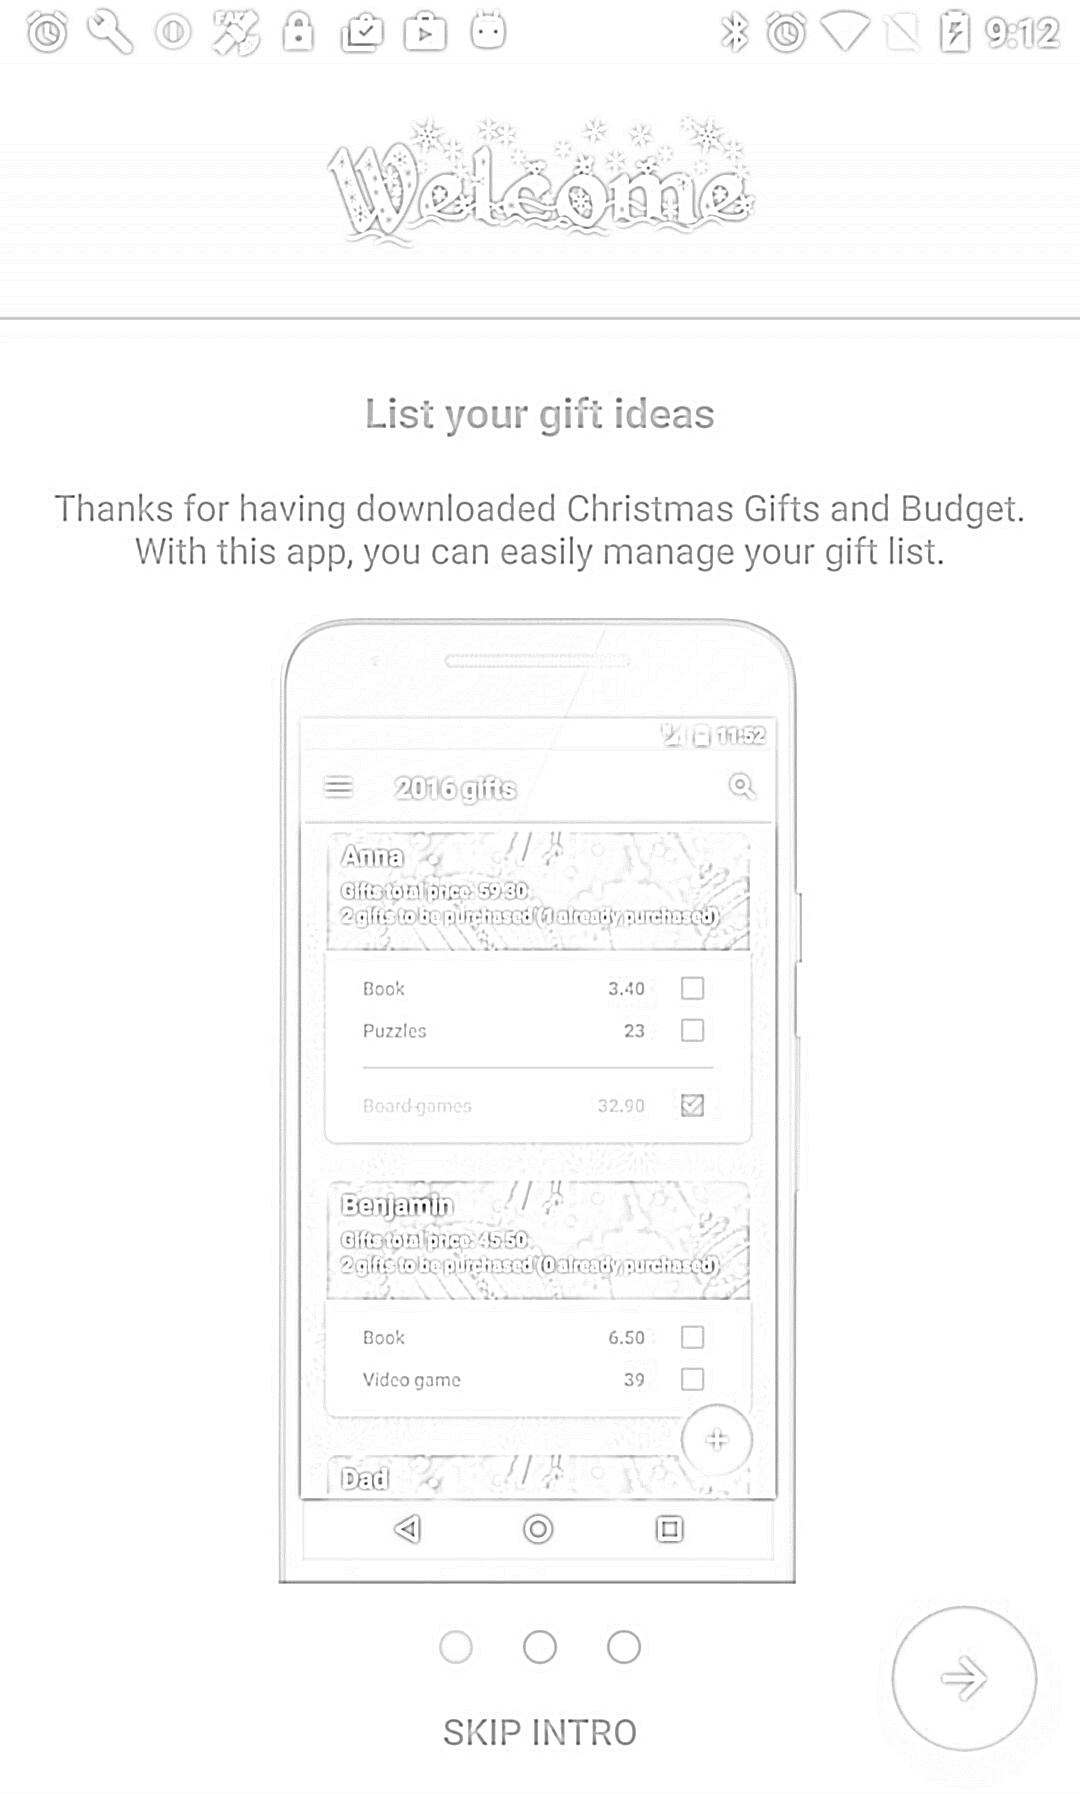 9:12
Welcome
List your gift ideas
Thanks for having downloaded Christmas Gifts and Budget.
With this app, you can easily manage your gift list.
11:52
2016 gifts
Anna
Gifts total price: 59.30
2 gifts to be purchased (1 already purchased)
Book 3.40
Puzzles 23
Board games 32.90
Benjamin
Gifts total price: 45.50
2 gifts to be purchased (0 already purchased)
Book 6.50
Video game 39
Dad
SKIP INTRO